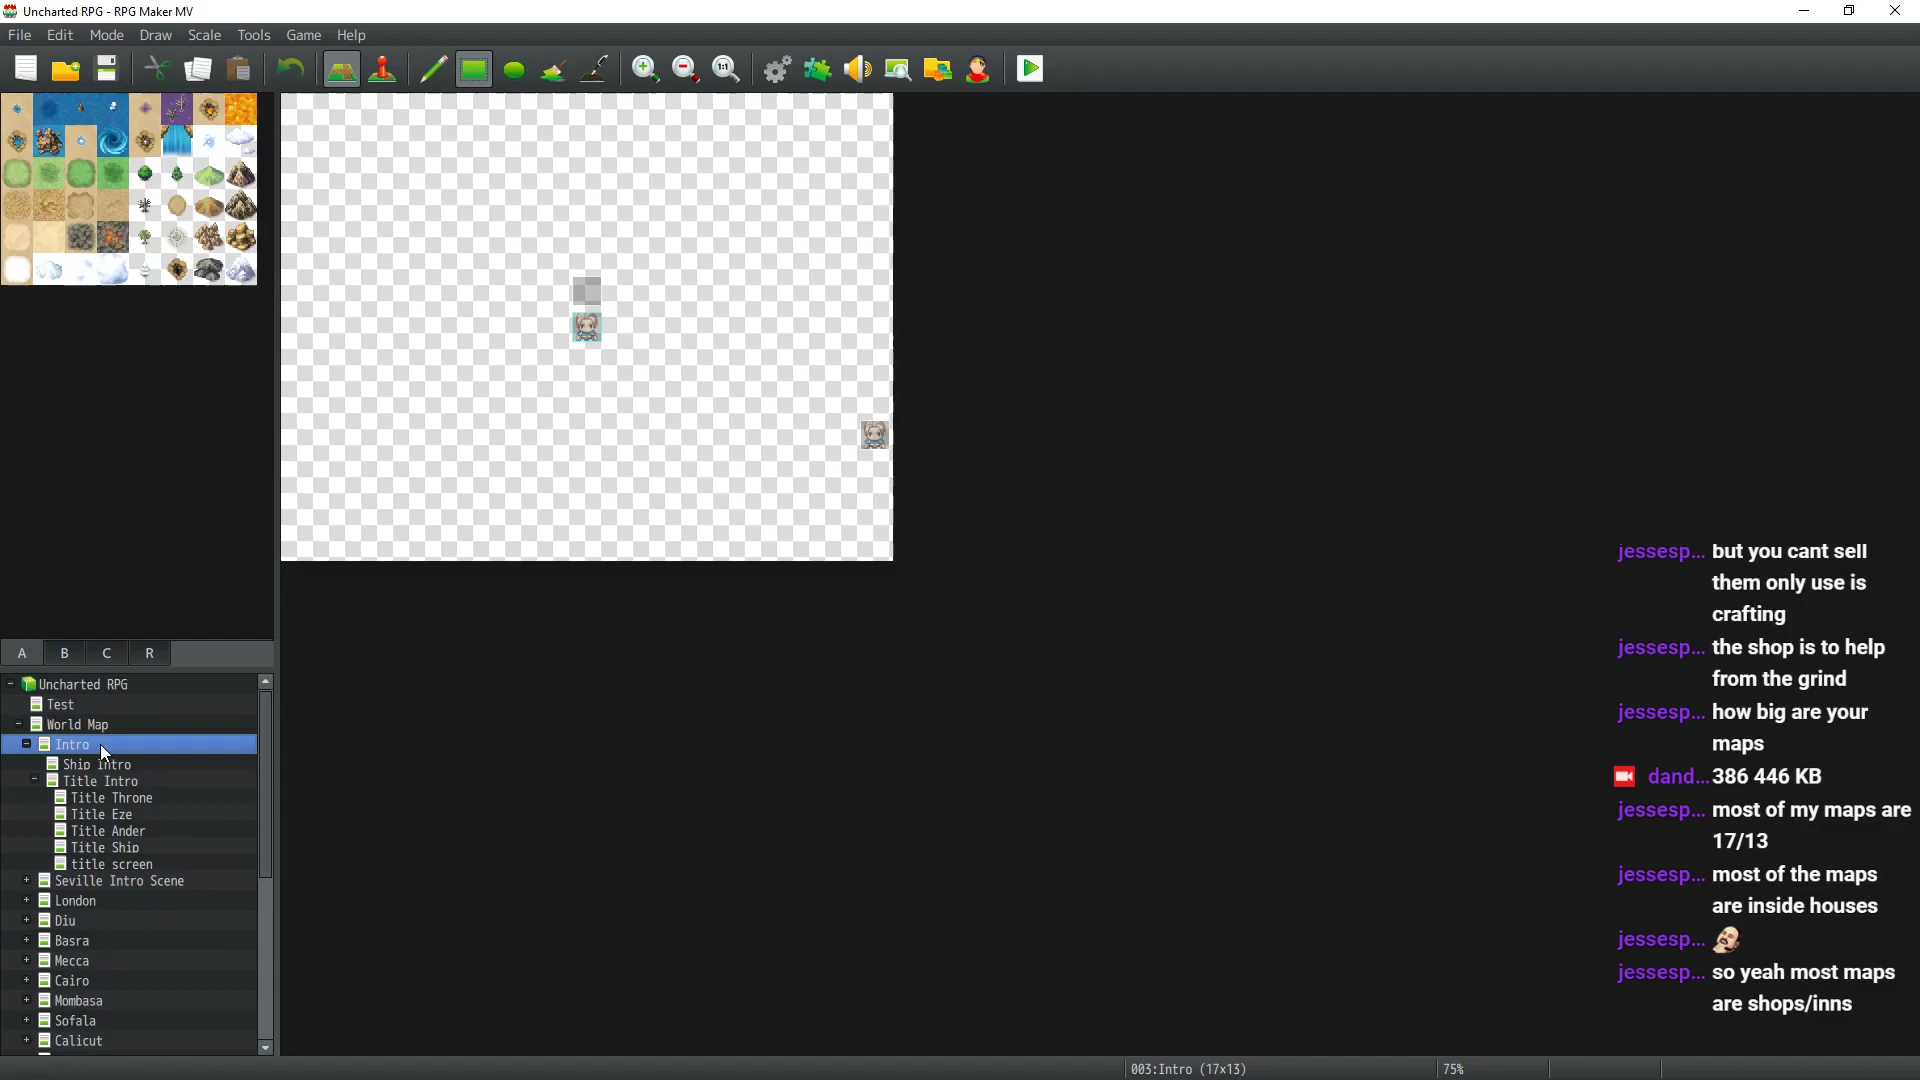 Uncharted RPG - RPG Maker MV
File Edit Mode Draw Scale Tools Game Help
1:1
A B C R
Uncharted RPG
Test
World Map
Intro
Ship Intro
Title Intro
Title Throne
Title Eze
Title Ander
Title Ship
title screen
Seville Intro Scene
London
Diu
Basra
Mecca
Cairo
Mombasa
Sofala
Calicut
jessesp... but you cant sell
them only use is
crafting
jessesp... the shop is to help
from the grind
jessesp... how big are your
maps
dand... 386 446 KB
jessesp... most of my maps are
17/13
jessesp... most of the maps
are inside houses
jessesp...
jessesp... so yeah most maps
are shops/inns
003:Intro (17x13)
75%